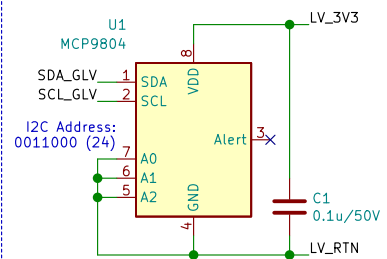 LV_3V3
U1
MCP9804
8
VDD
SDA_GLV 1 SDA
SCL_GLV 2 SCL
I2C Address:
0011000 (24)
Alert 3
7 A0
6 A1
5 A2
GND
4
C1
0.1u/50V
LV_RTN